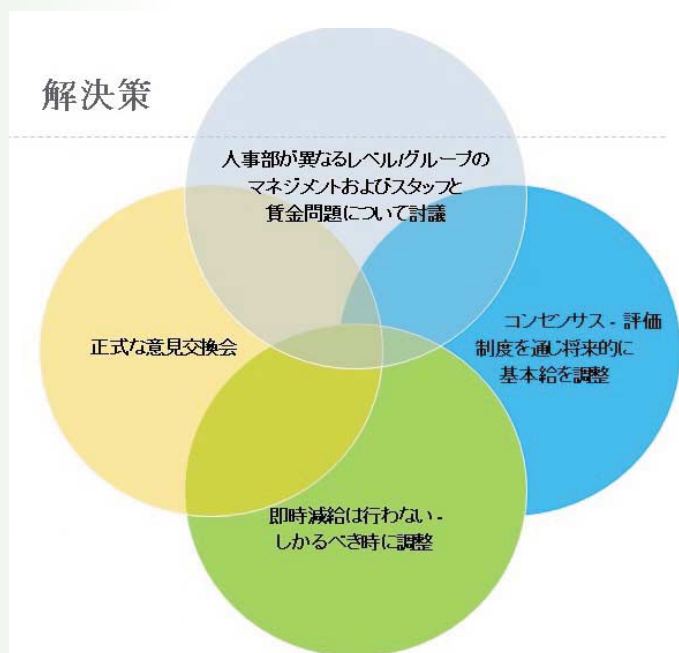 解決策
人事部が異なるレベル/グループの
マネジメントおよびスタッフと
賃金問題について討議
正式な意見交換会
コンセンサス - 評価
制度を通じ将来的に
基本給を調整
即時減給は行わない -
しかるべき時に調整